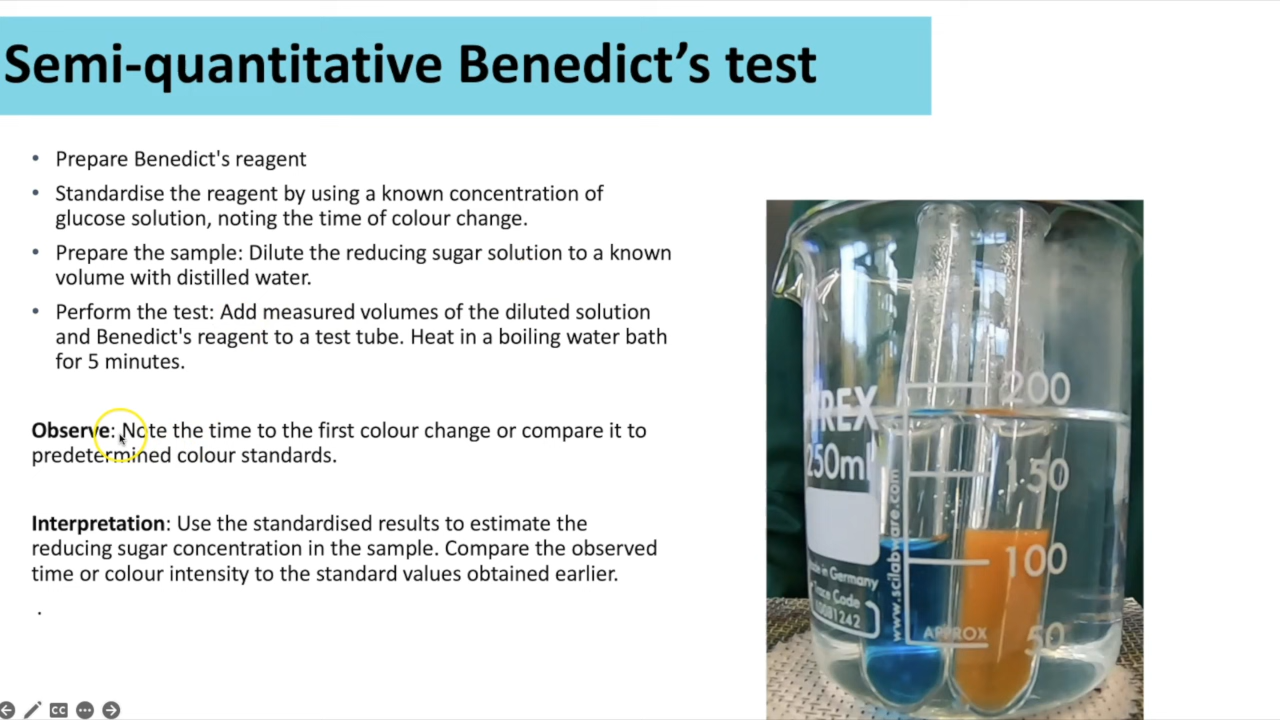 Semi-quantitative Benedict's test
• Prepare Benedict's reagent
• Standardise the reagent by using a known concentration of
glucose solution, noting the time of colour change.
• Prepare the sample: Dilute the reducing sugar solution to a known
volume with distilled water.
• Perform the test: Add measured volumes of the diluted solution
and Benedict's reagent to a test tube. Heat in a boiling water bath
for 5 minutes.
Observe: Note the time to the first colour change or compare it to
predetermined colour standards.
Interpretation: Use the standardised results to estimate the
reducing sugar concentration in the sample. Compare the observed
time or colour intensity to the standard values obtained earlier.
.
200
REX
250ml
150
www.scilabware.com
100
in Germany
Trace Code
APPROX
50
CC